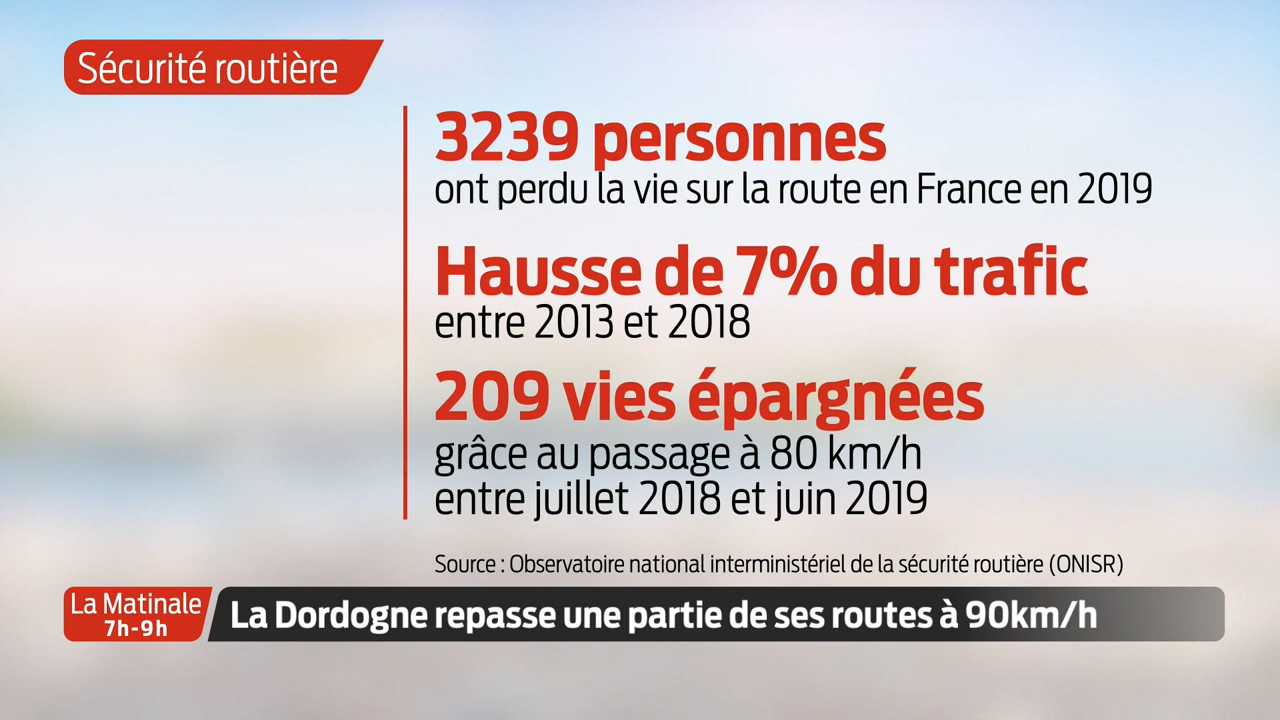 Sécurité routière
3239 personnes
ont perdu la vie sur la route en France en 2019
Hausse de 7% du trafic
entre 2013 et 2018
209 vies épargnées
grâce au passage à 80 km/h
entre juillet 2018 et juin 2019
Source : Observatoire national interministériel de la sécurité routière (ONISR)
La Matinale
7h-9h
La Dordogne repasse une partie de ses routes à 90km/h